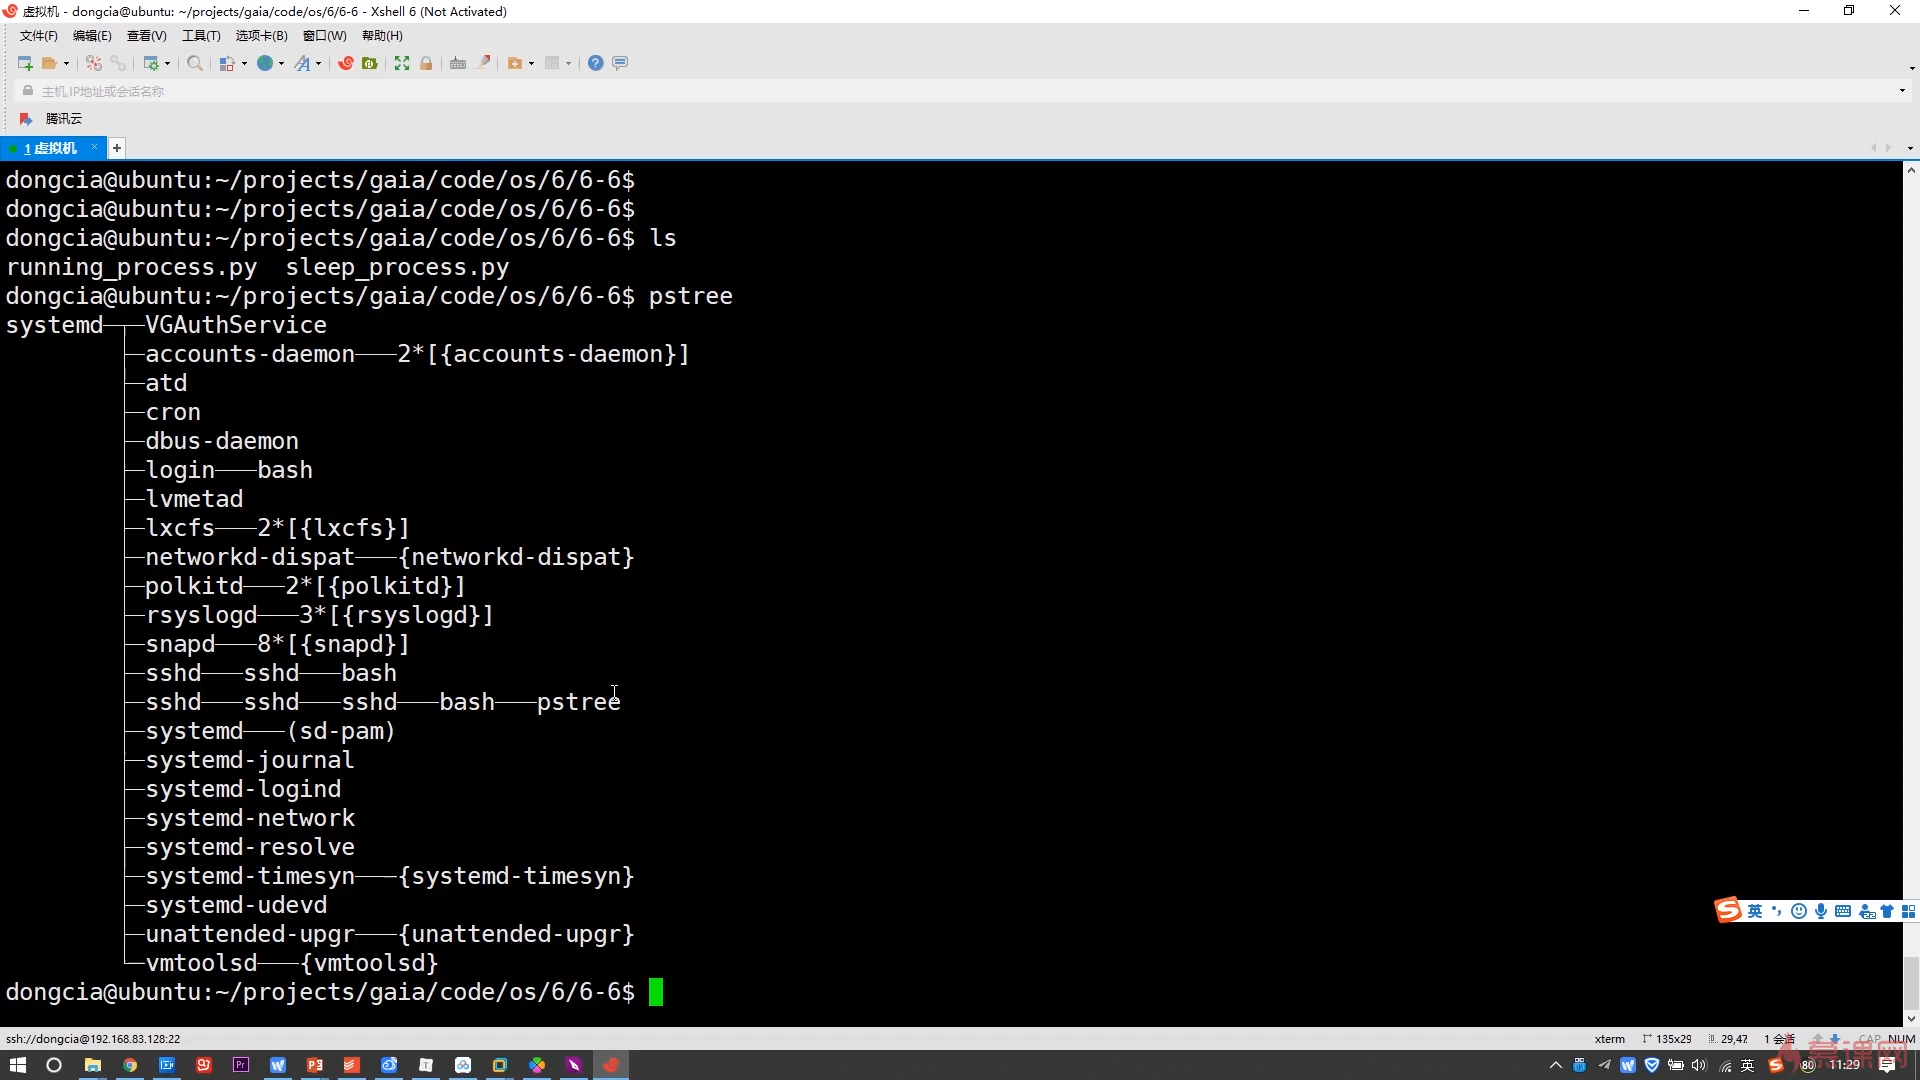 虚拟机 - dongcia@ubuntu: ~/projects/gaia/code/os/6/6-6 - Xshell 6 (Not Activated)
文件(F) 编辑(E) 查看(V) 工具(T) 选项卡(B) 窗口(W) 帮助(H)
主机,IP地址或会话名称
腾讯云
1 虚拟机 × +
dongcia@ubuntu:~/projects/gaia/code/os/6/6-6$
dongcia@ubuntu:~/projects/gaia/code/os/6/6-6$
dongcia@ubuntu:~/projects/gaia/code/os/6/6-6$ ls
running_process.py  sleep_process.py
dongcia@ubuntu:~/projects/gaia/code/os/6/6-6$ pstree
systemd─┬─VGAuthService
├─accounts-daemon───2*[{accounts-daemon}]
├─atd
├─cron
├─dbus-daemon
├─login───bash
├─lvmetad
├─lxcfs───2*[{lxcfs}]
├─networkd-dispat───{networkd-dispat}
├─polkitd───2*[{polkitd}]
├─rsyslogd───3*[{rsyslogd}]
├─snapd───8*[{snapd}]
├─sshd───sshd───bash
├─sshd───sshd───sshd───bash───pstree
├─systemd───(sd-pam)
├─systemd-journal
├─systemd-logind
├─systemd-network
├─systemd-resolve
├─systemd-timesyn───{systemd-timesyn}
├─systemd-udevd
├─unattended-upgr───{unattended-upgr}
└─vmtoolsd───{vmtoolsd}
dongcia@ubuntu:~/projects/gaia/code/os/6/6-6$
英
ssh://dongcia@192.168.83.128:22 xterm 135x29 29,47 1 会话 CAP NUM
英 80 11:29
慕课网